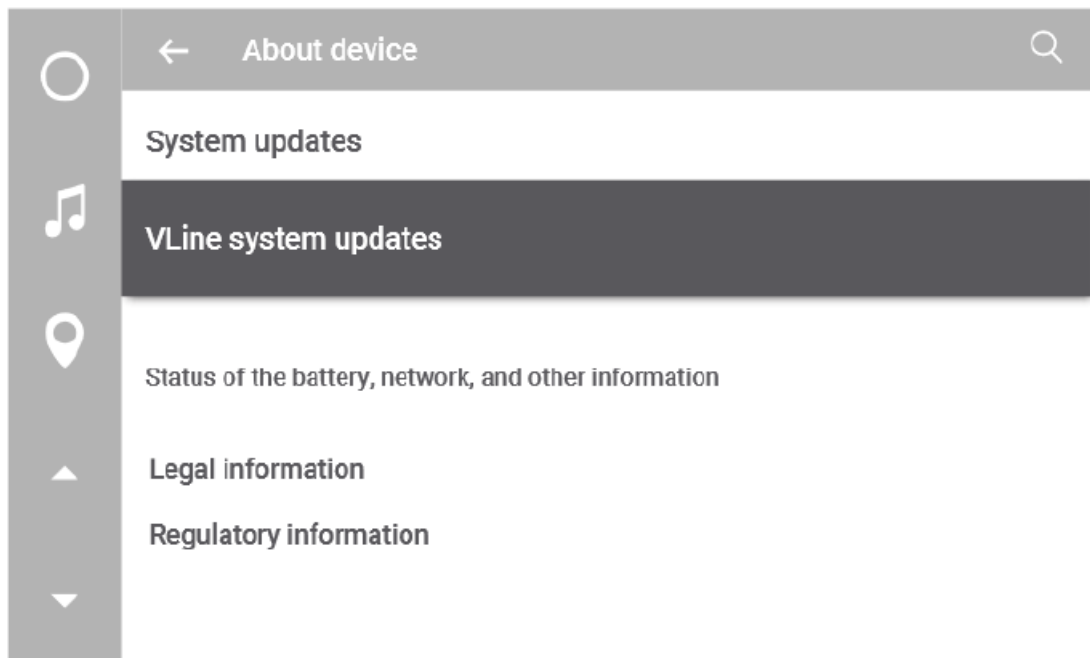 About device
System updates
VLine system updates
Status of the battery, network, and other information
Legal information
Regulatory information